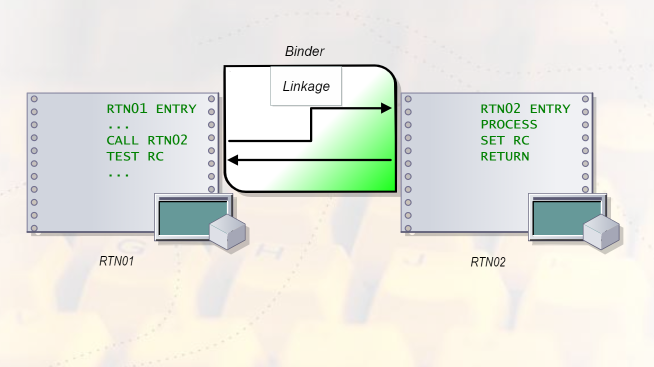 Binder
Linkage
RTN01 ENTRY
...
CALL RTN02
TEST RC
...
RTN02 ENTRY
PROCESS
SET RC
RETURN
RTN01
RTN02